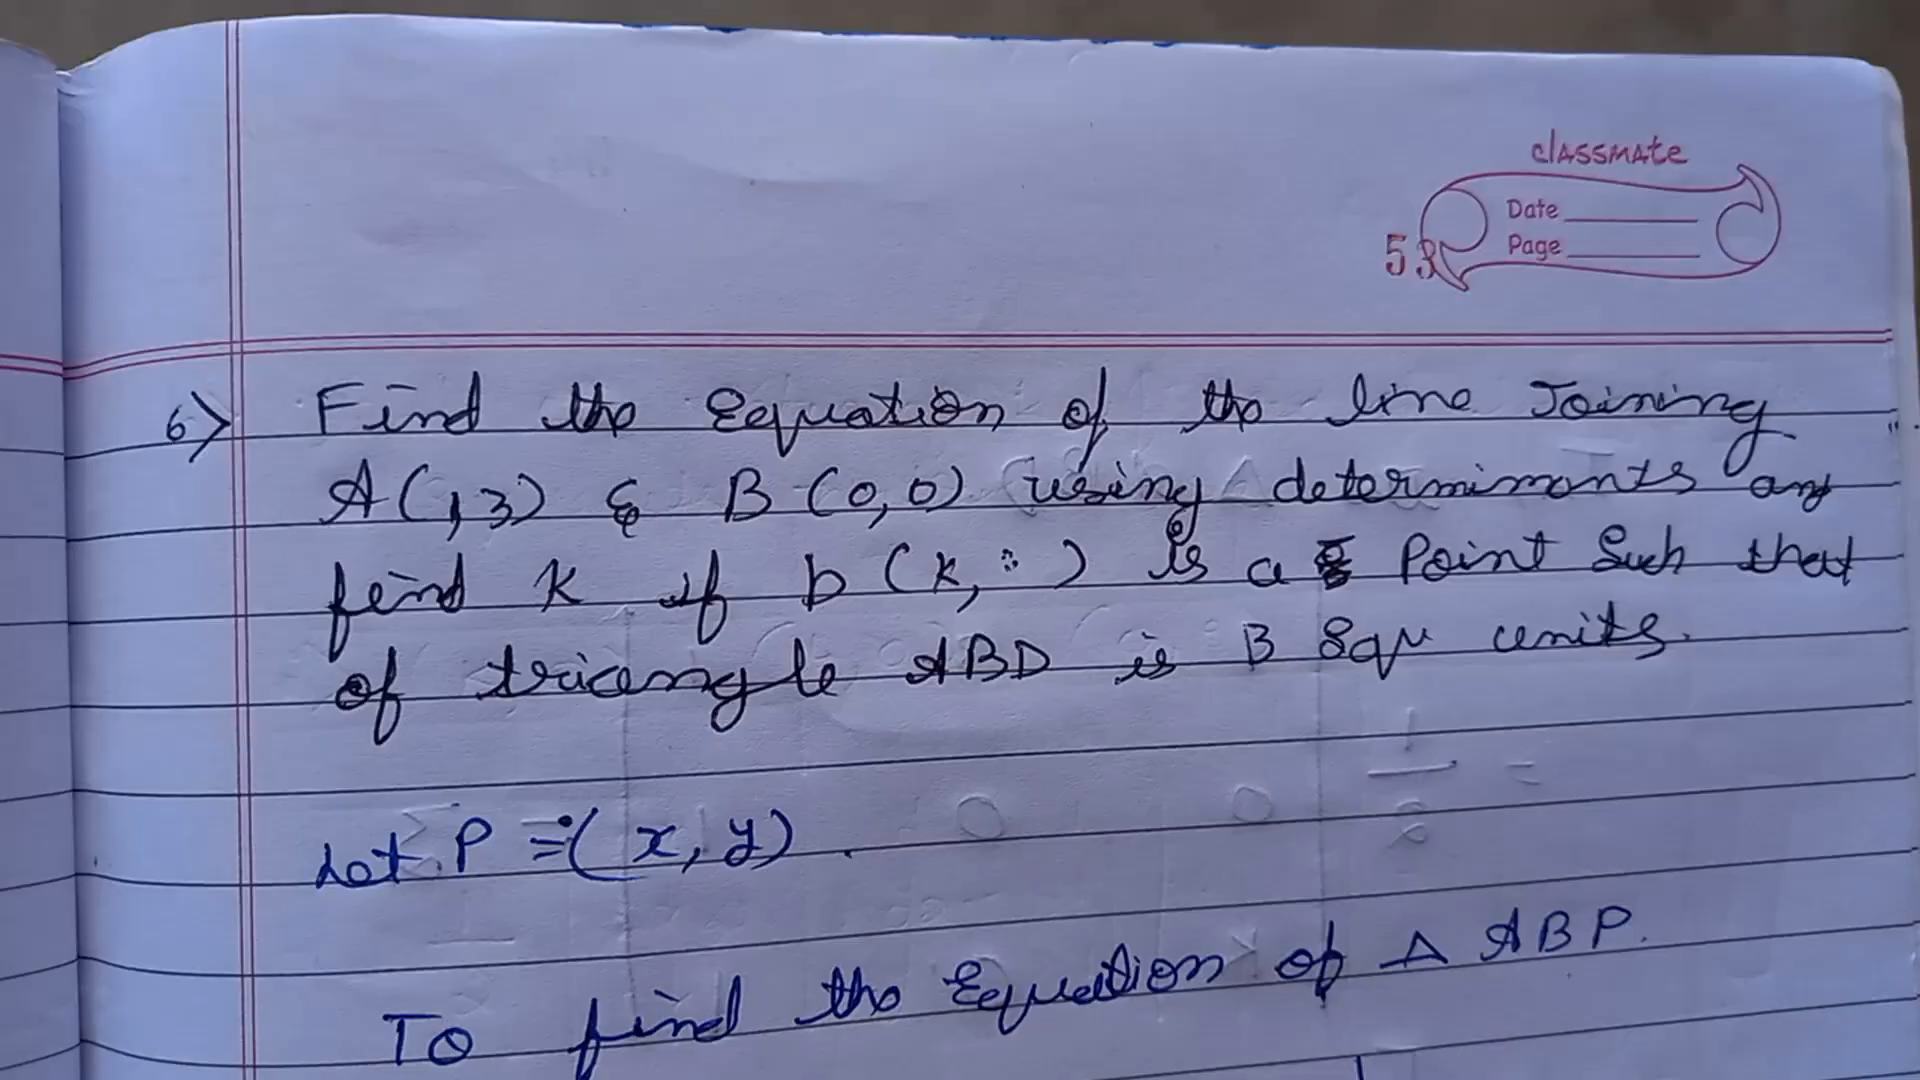 classmate
Date
Page
53
6> Find the Equation of the line Joining
A(1,3) & B (0,0) using determinants and
find K if D (K, ) is a Point Such that
of triangle ABD is 3 Squ units.
Let P = (x, y).
To find the Equation of Δ ABP.